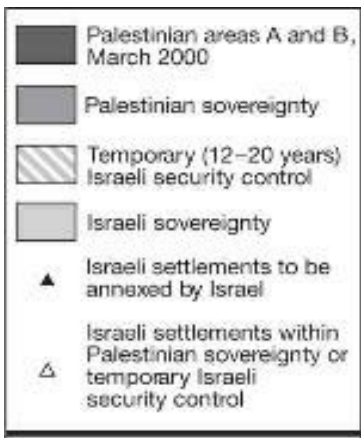 Palestinian areas A and B,
March 2000
Palestinian sovereignty
Temporary (12–20 years)
Israeli security control
Israeli sovereignty
Israeli settlements to be
annexed by Israel
Israeli settlements within
Palestinian sovereignty or
temporary Israeli
security control